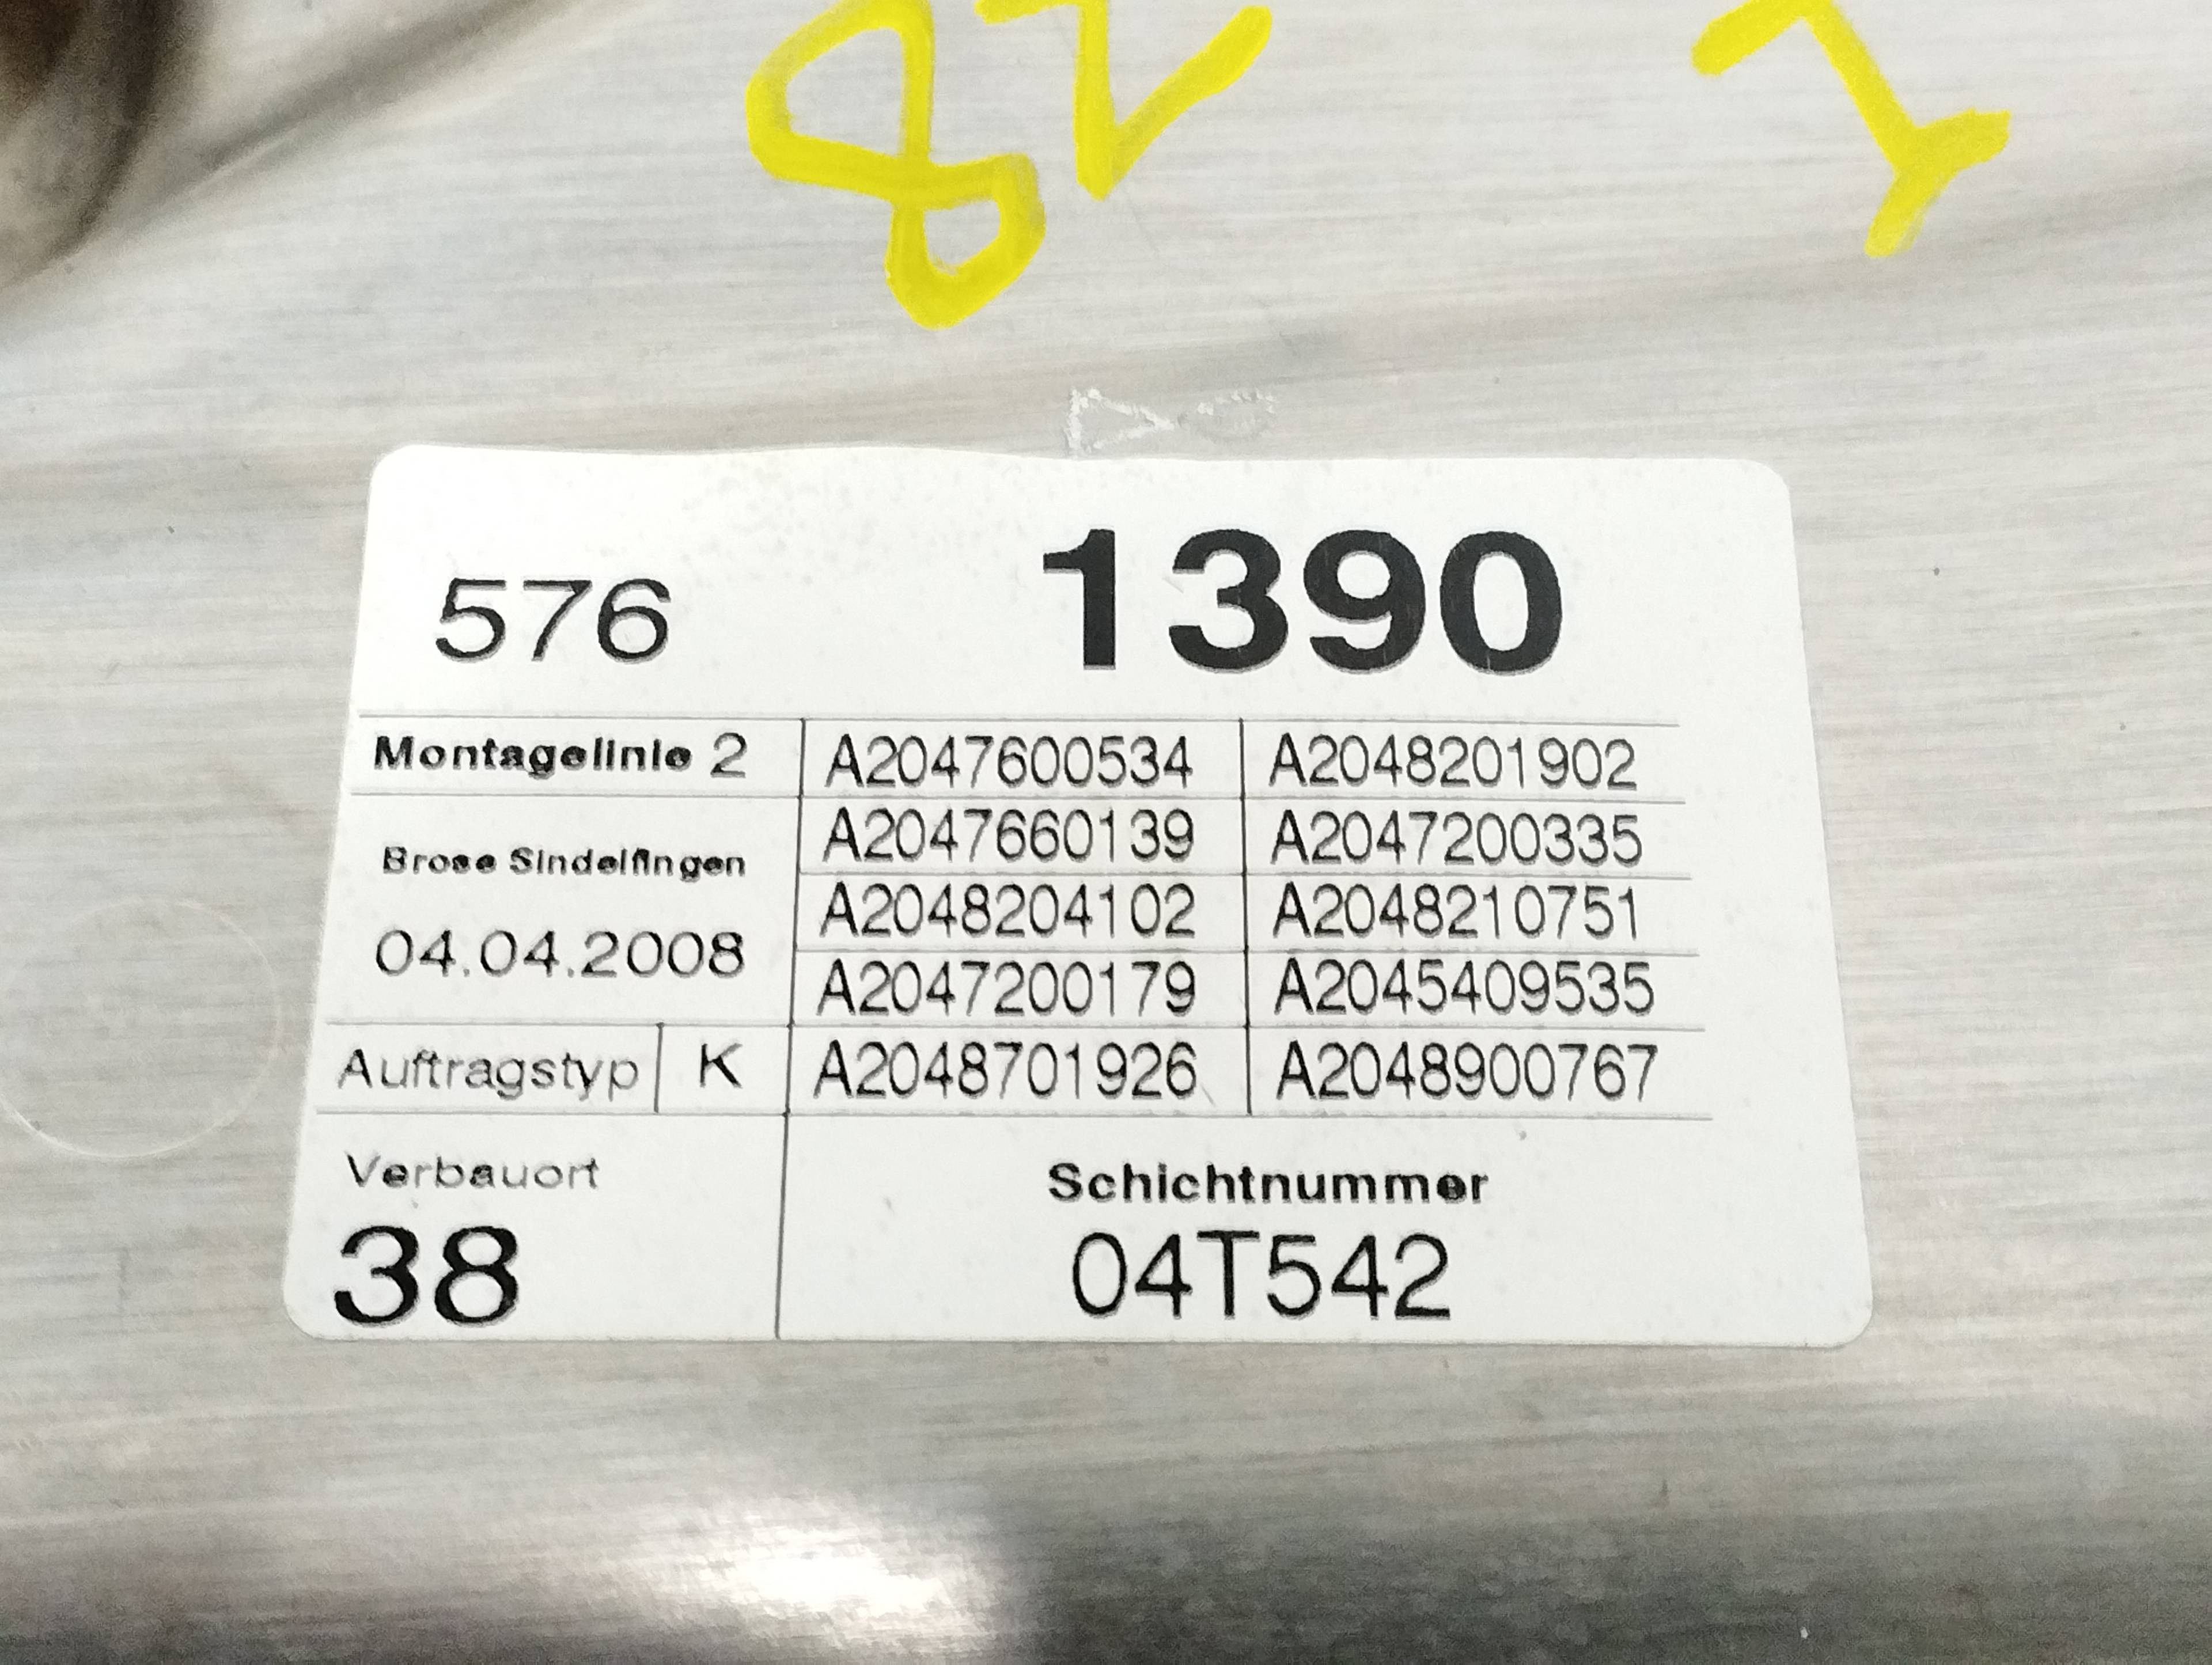 576 1390
Montagelinie 2 A2047600534 A2048201902
A2047660139 A2047200335
Brose Sindelfingen
A2048204102 A2048210751
04.04.2008
A2047200179 A2045409535
Auftragstyp K A2048701926 A2048900767
Verbauort Schichtnummer
38 04T542